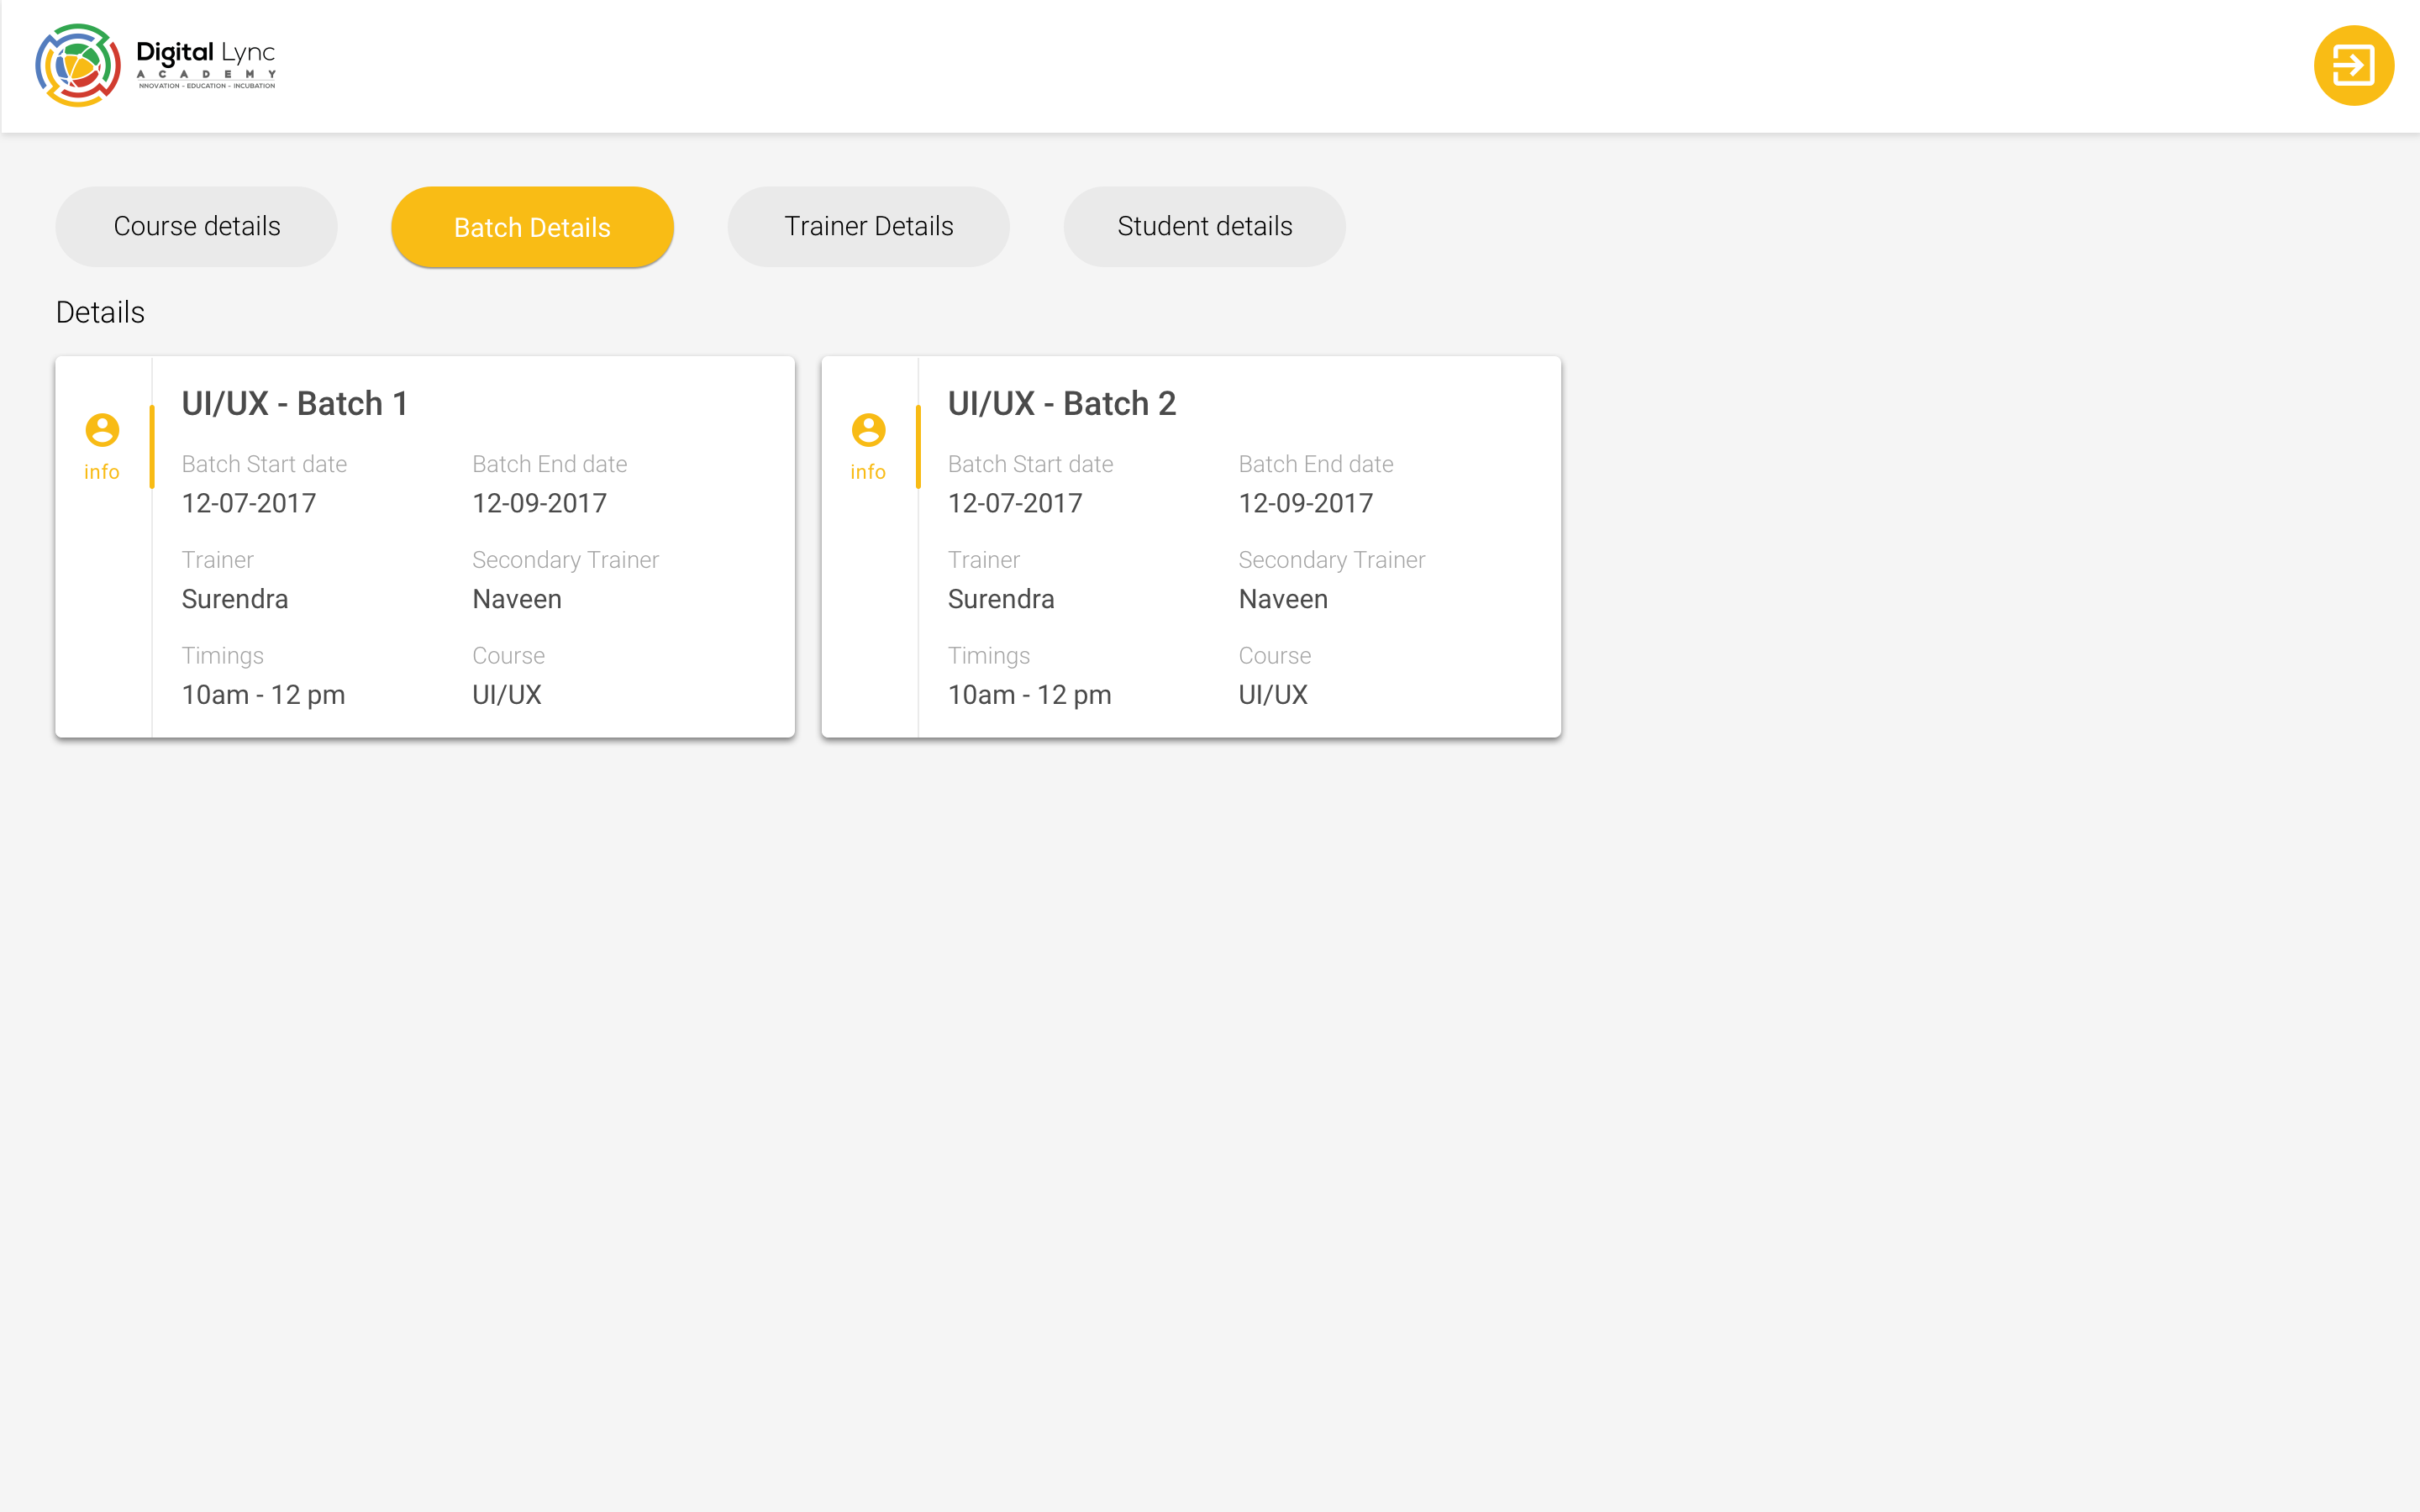 Digital Lync
ACADEMY
NNOVATION - EDUCATION - INCUBATION
Course details
Batch Details
Trainer Details
Student details
Details
info
UI/UX - Batch 1
Batch Start date
Batch End date
12-07-2017
12-09-2017
Trainer
Secondary Trainer
Surendra
Naveen
Timings
Course
10am - 12 pm
UI/UX
info
UI/UX - Batch 2
Batch Start date
Batch End date
12-07-2017
12-09-2017
Trainer
Secondary Trainer
Surendra
Naveen
Timings
Course
10am - 12 pm
UI/UX